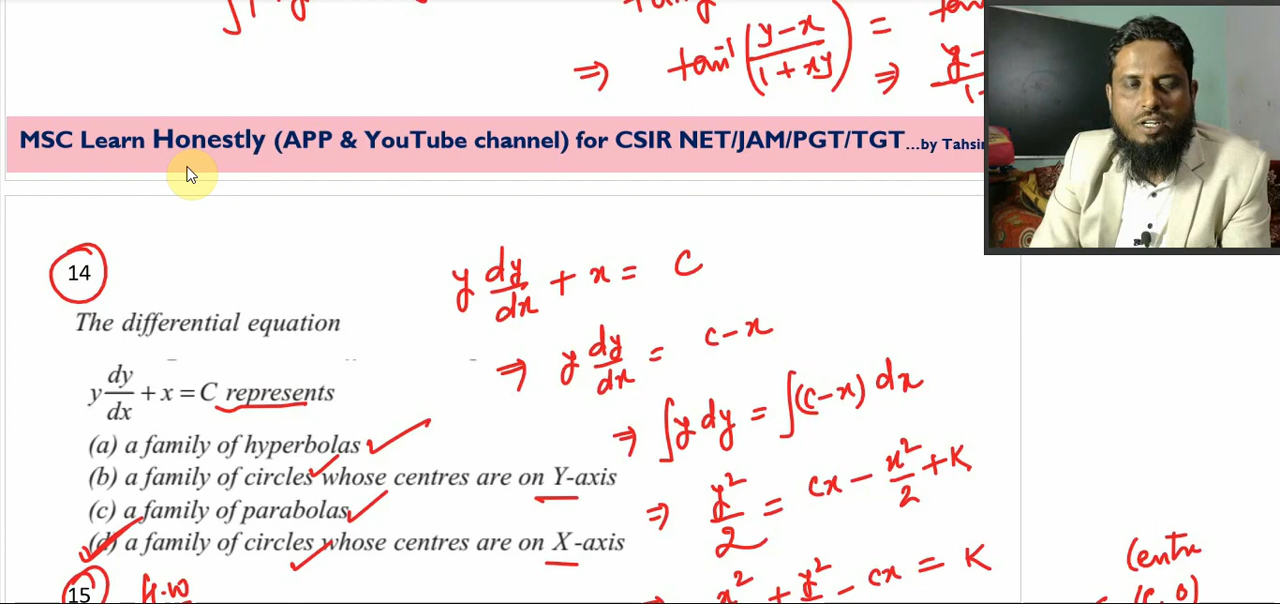 tan⁻¹((y-x)/(1+xy)) =
⇒ ⇒
MSC Learn Honestly (APP & YouTube channel) for CSIR NET/JAM/PGT/TGT...by Tahsi
14
The differential equation
y dy/dx + x = C represents
(a) a family of hyperbolas
(b) a family of circles whose centres are on Y-axis
(c) a family of parabolas
(d) a family of circles whose centres are on X-axis
15 H.W
y dy/dx + x = C
⇒ y dy/dx = C-x
⇒ ∫y dy = ∫(C-x) dx
⇒ y²/2 = Cx - x²/2 + K
x² + y² - Cx = K
Centre
(C, 0)